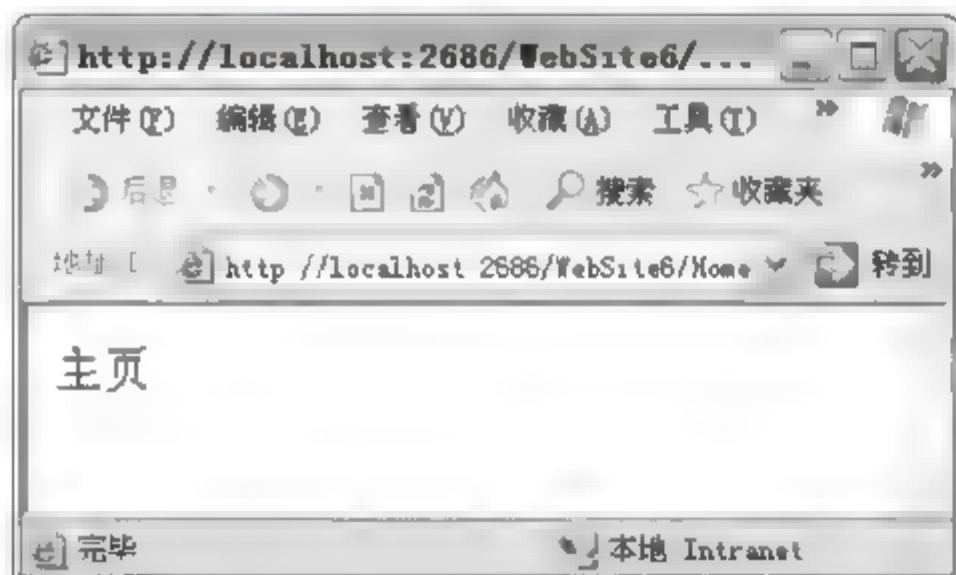 http://localhost:2686/WebSite6/...
文件(F) 编辑(E) 查看(V) 收藏(A) 工具(T) »
后退 搜索 收藏夹 »
地址 http //localhost 2686/WebSite6/Home 转到
主页
完毕 本地 Intranet